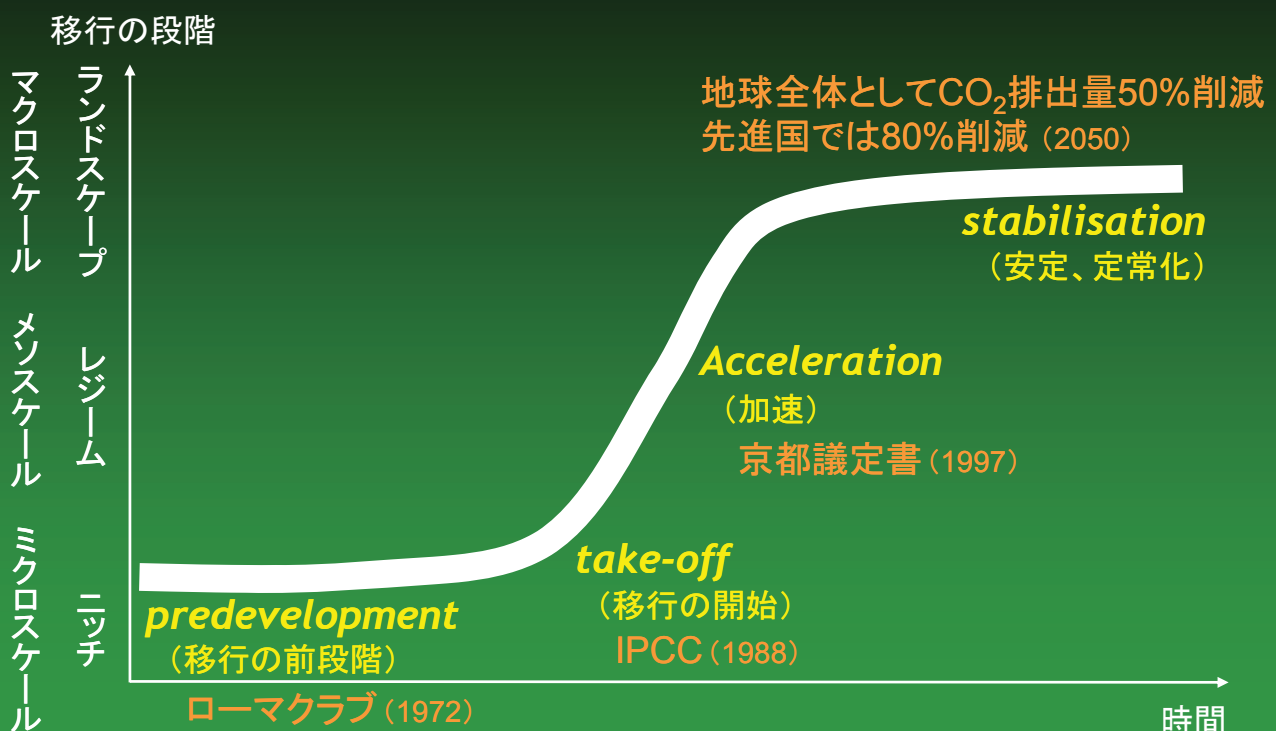 移行の段階
マクロスケール
ランドスケープ
メソスケール
レジーム
ミクロスケール
ニッチ
地球全体としてCO₂排出量50%削減
先進国では80%削減（2050）
stabilisation
（安定、定常化）
Acceleration
（加速）
京都議定書（1997）
take-off
（移行の開始）
IPCC（1988）
predevelopment
（移行の前段階）
ローマクラブ（1972）
時間